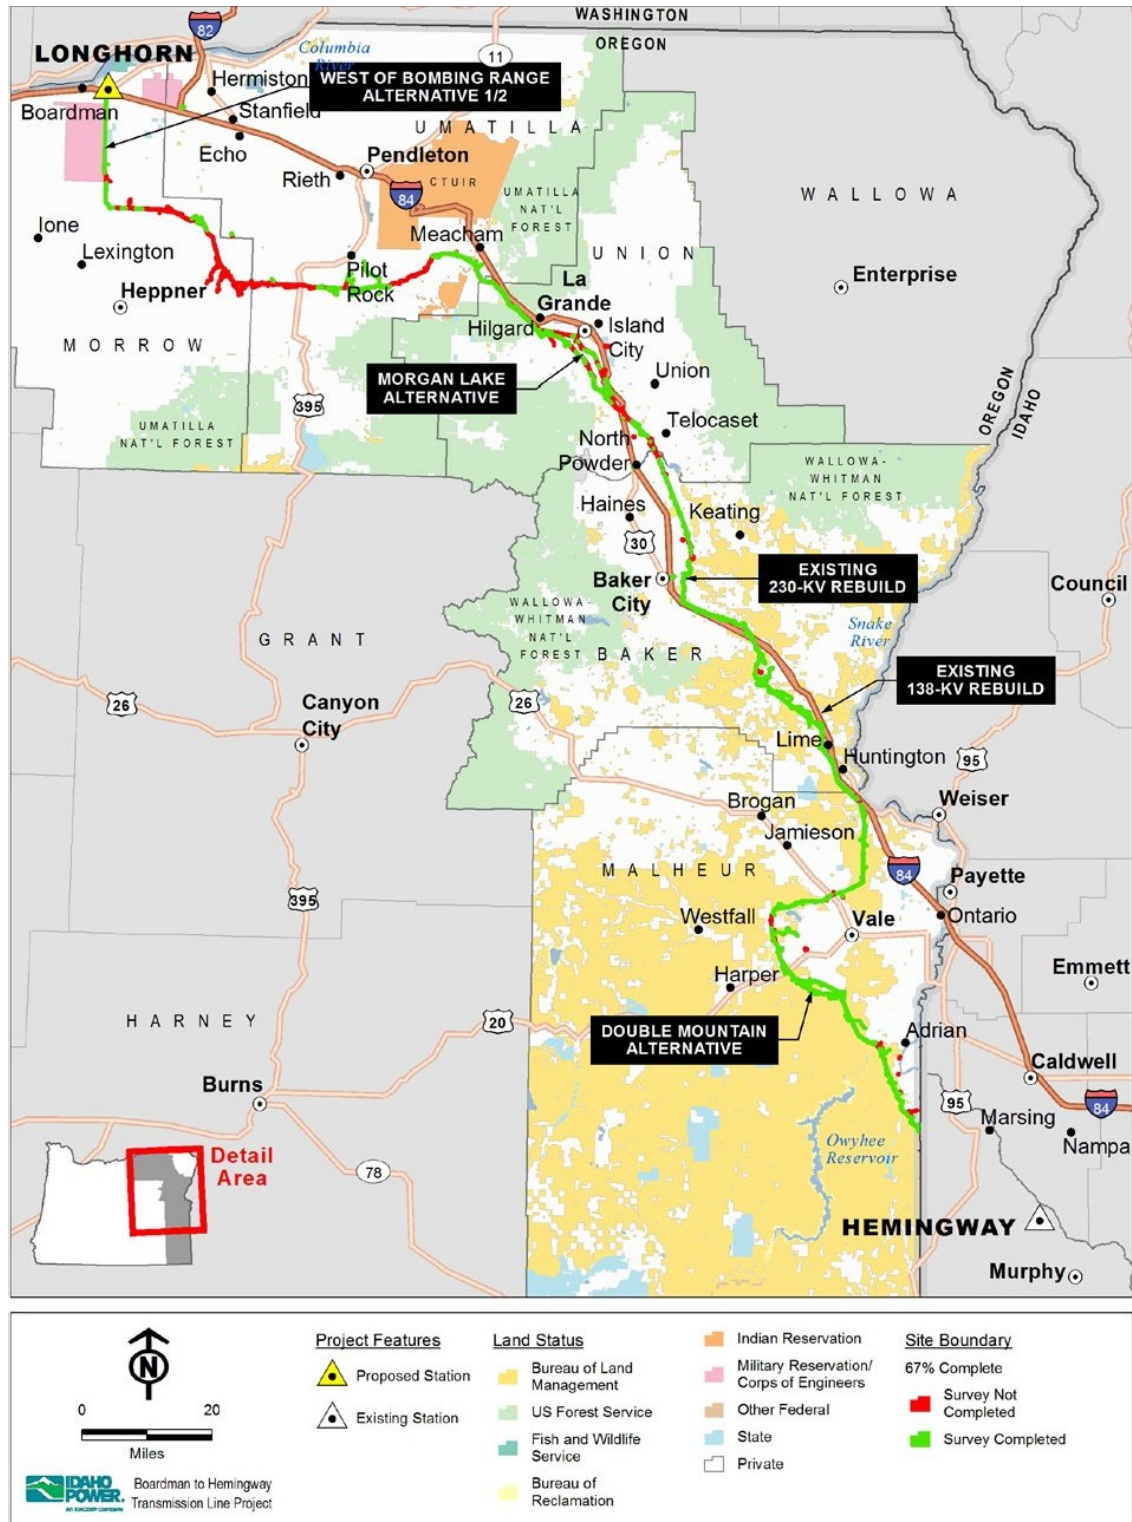 WASHINGTON
OREGON
82
LONGHORN
Columbia
River
11
Hermiston
WEST OF BOMBING RANGE
ALTERNATIVE 1/2
Boardman
Stanfield
UMATILLA
Echo
Pendleton
Rieth
CTUIR
84
UMATILLA
NAT'L
FOREST
WALLOWA
Ione
Meacham
Lexington
UNION
Pilot
Rock
La
Grande
Enterprise
Heppner
Hilgard
Island
City
MORROW
MORGAN LAKE
ALTERNATIVE
Union
OREGON
IDAHO
395
UMATILLA
NAT'L FOREST
Telocaset
North
Powder
WALLOWA-
WHITMAN
NAT'L FOREST
Haines
Keating
30
EXISTING
230-KV REBUILD
Baker
City
Council
WALLOWA-
WHITMAN
NAT'L
FOREST
Snake
River
GRANT
BAKER
EXISTING
138-KV REBUILD
26
Canyon
City
26
Lime
Huntington
95
Brogan
Weiser
Jamieson
MALHEUR
84
Payette
395
Westfall
Vale
Ontario
Harper
Emmett
HARNEY
20
DOUBLE MOUNTAIN
ALTERNATIVE
Adrian
Burns
Caldwell
95
84
Marsing
Nampa
Detail
Area
78
Owyhee
Reservoir
HEMINGWAY
Murphy
N
0 20
Miles
IDAHO
POWER.
An IDACORP Company
Boardman to Hemingway
Transmission Line Project
Project Features
Proposed Station
Existing Station
Land Status
Bureau of Land
Management
US Forest Service
Fish and Wildlife
Service
Bureau of
Reclamation
Indian Reservation
Military Reservation/
Corps of Engineers
Other Federal
State
Private
Site Boundary
67% Complete
Survey Not
Completed
Survey Completed